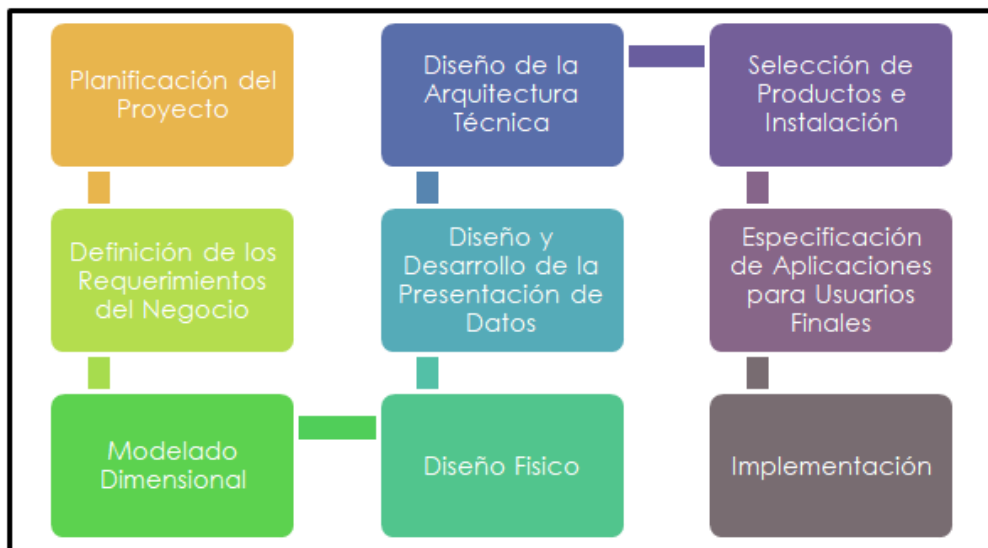 Planificación del
Proyecto
Definición de los
Requerimientos
del Negocio
Modelado
Dimensional
Diseño Fisico
Diseño y
Desarrollo de la
Presentación de
Datos
Diseño de la
Arquitectura
Técnica
Selección de
Productos e
Instalación
Especificación
de Aplicaciones
para Usuarios
Finales
Implementación